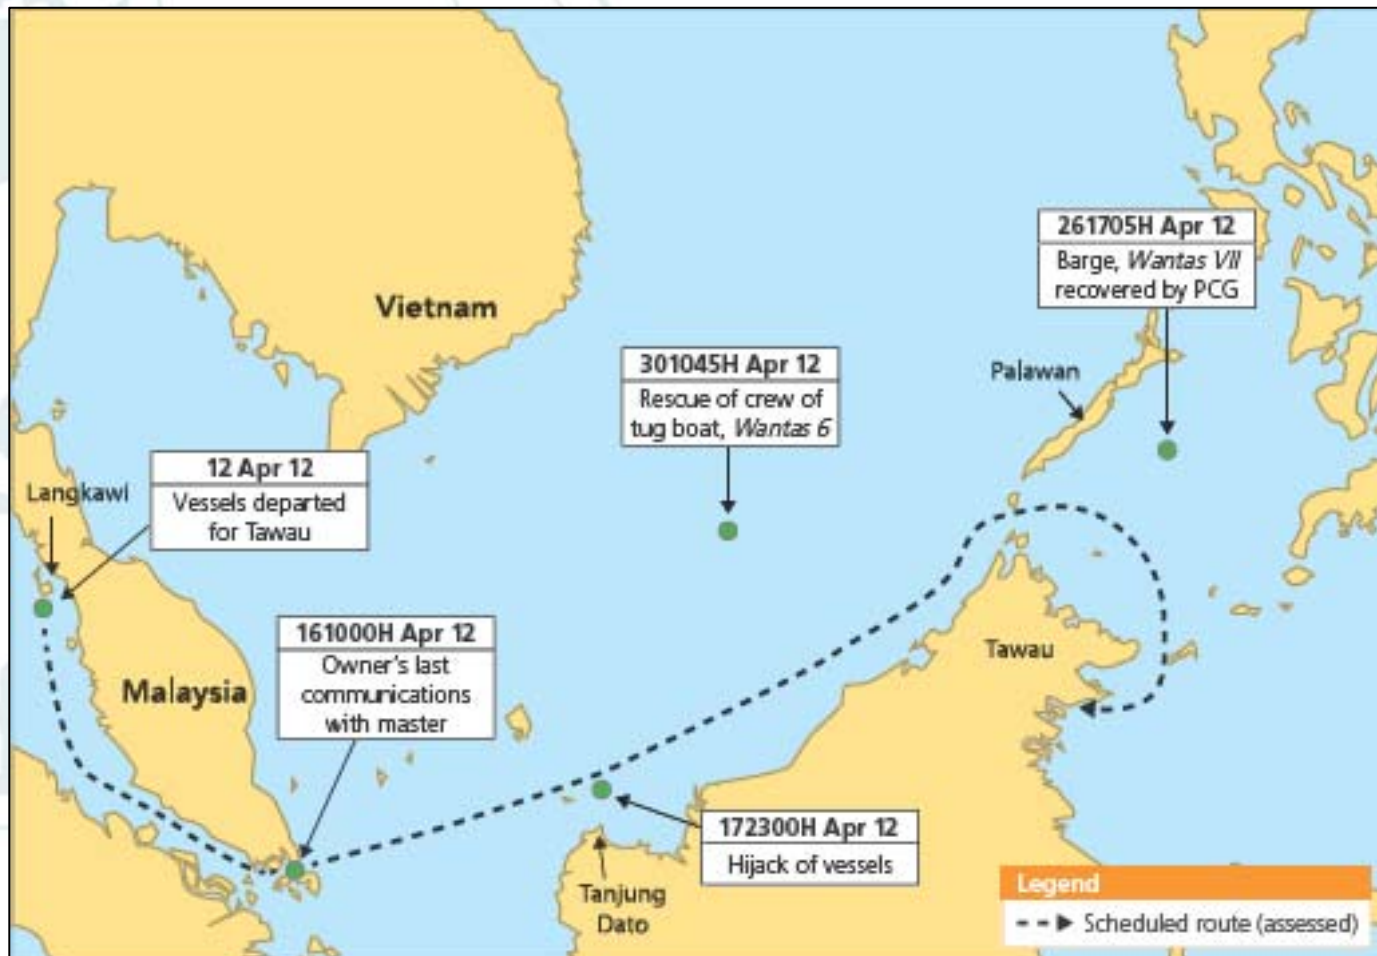 261705H Apr 12
Barge, Wantas VII
recovered by PCG
Vietnam
301045H Apr 12
Rescue of crew of
tug boat, Wantas 6
Palawan
12 Apr 12
Vessels departed
for Tawau
Langkawi
161000H Apr 12
Owner's last
communications
with master
Malaysia
Tawau
172300H Apr 12
Hijack of vessels
Tanjung
Dato
Legend
Scheduled route (assessed)